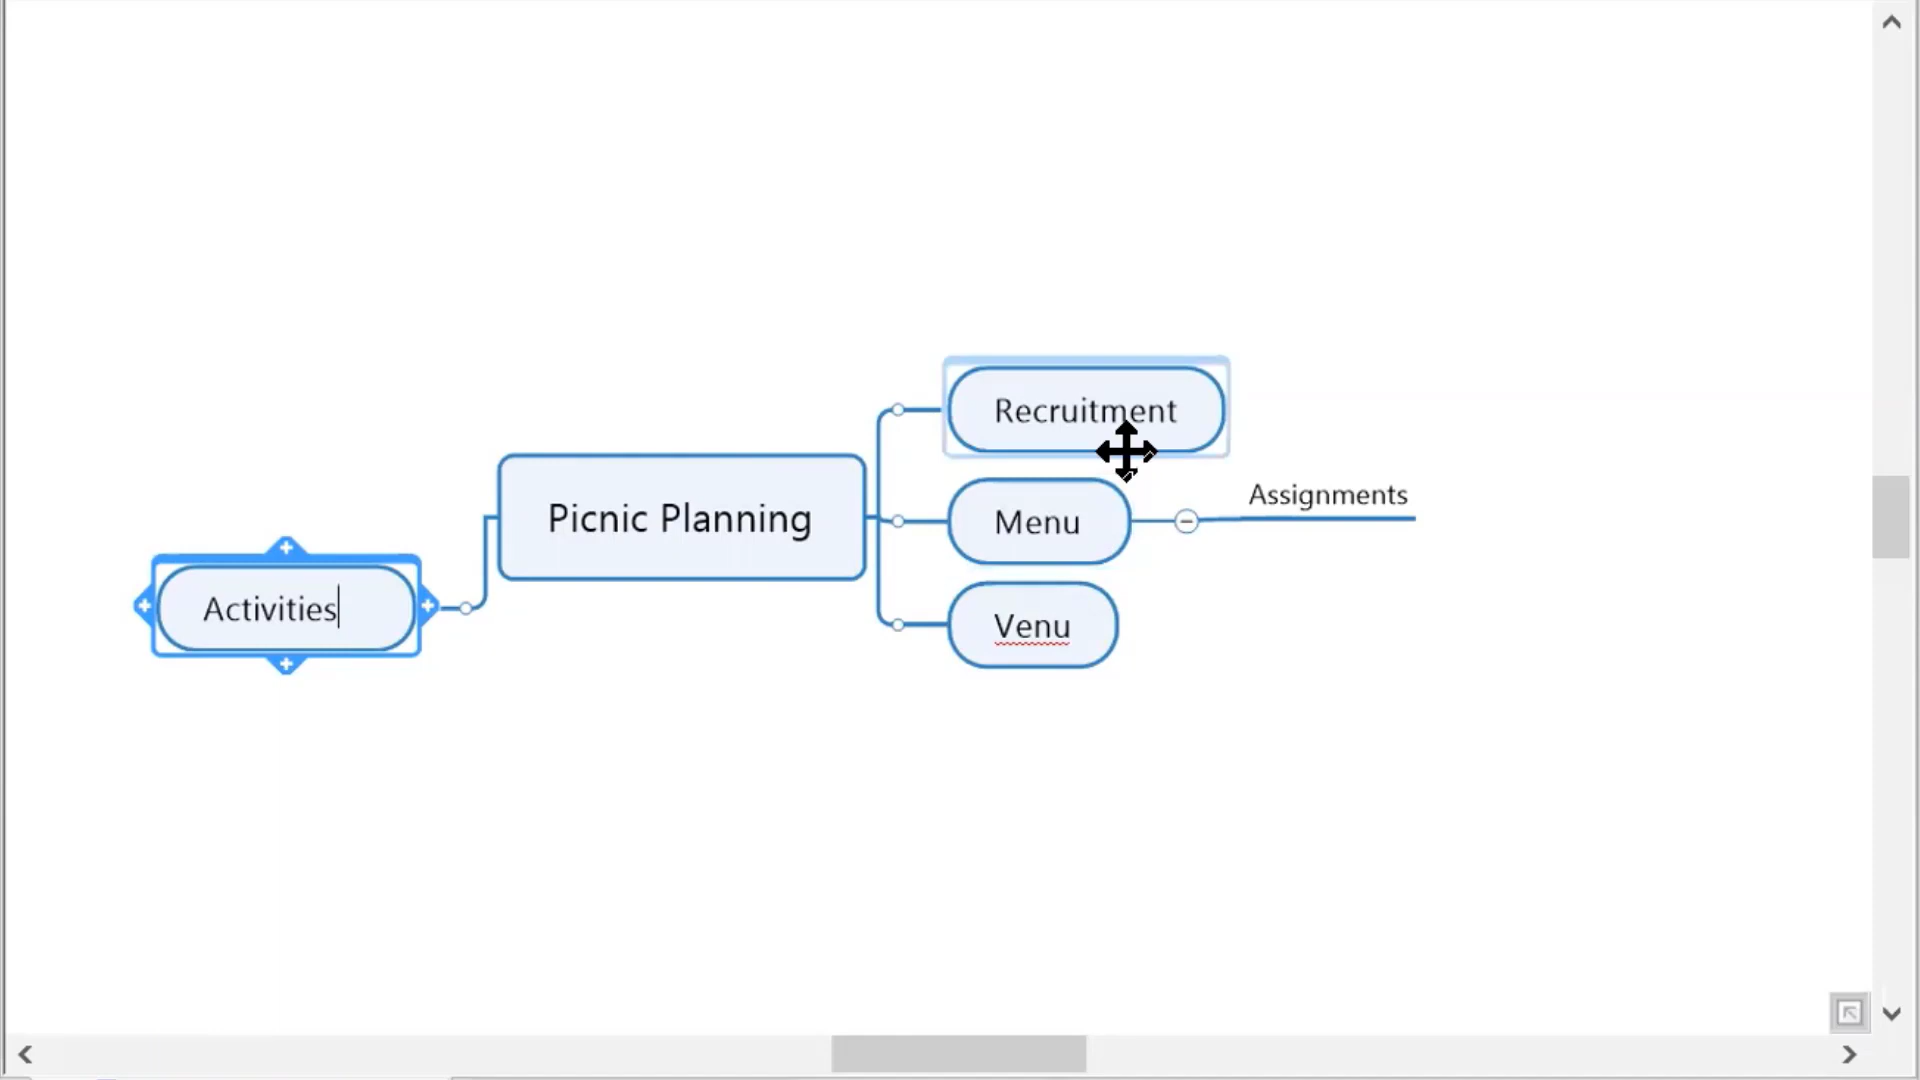 Recruitment
Assignments
Picnic Planning
Menu
Activities
Venu